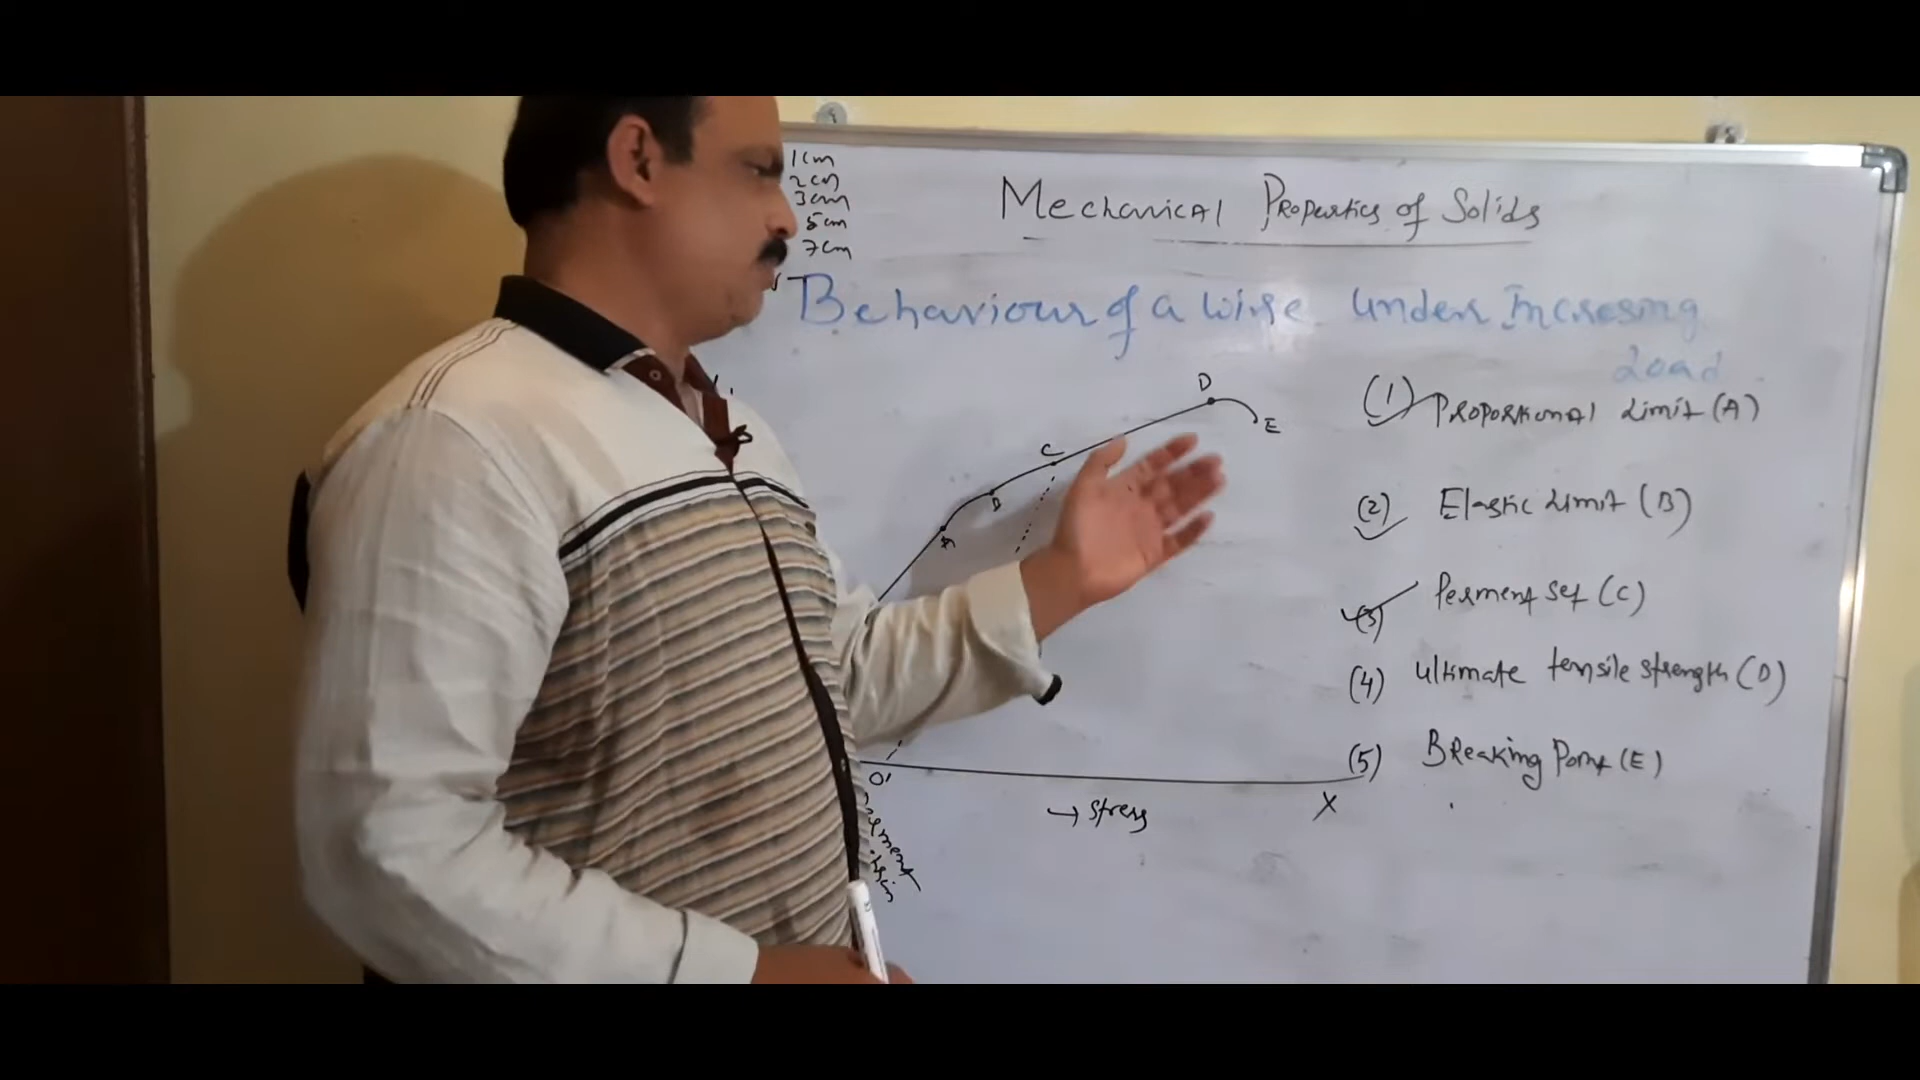 1cm
2cm
3cm
5cm
7cm
Mechanical Properties of Solids
Behaviour of a wire under Increasing
Load
D
E
C
B
A
(1) Proportional Limit (A)
(2) Elastic Limit (B)
(3) Perment set (C)
(4) Ultimate tensile strength (D)
(5) Breaking Point (E)
O'
→ Stress
X